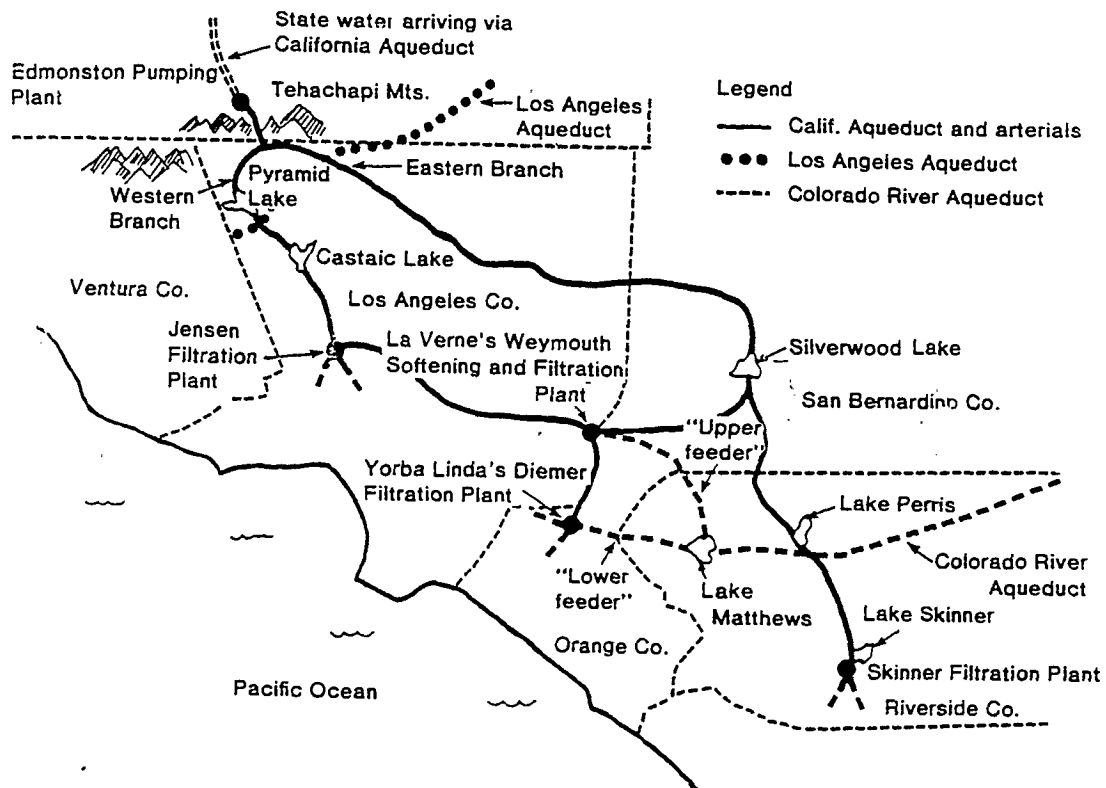 State water arriving via
California Aqueduct
Edmonston Pumping
Plant
Tehachapi Mts.
Los Angeles
Aqueduct
Legend
Calif. Aqueduct and arterials
Los Angeles Aqueduct
Colorado River Aqueduct
Eastern Branch
Western
Branch
Pyramid
Lake
Castaic Lake
Ventura Co.
Los Angeles Co.
Jensen
Filtration
Plant
La Verne's Weymouth
Softening and Filtration
Plant
Silverwood Lake
San Bernardino Co.
"Upper
feeder"
Yorba Linda's Diemer
Filtration Plant
Lake Perris
Colorado River
Aqueduct
"Lower
feeder"
Lake
Matthews
Lake Skinner
Orange Co.
Skinner Filtration Plant
Riverside Co.
Pacific Ocean